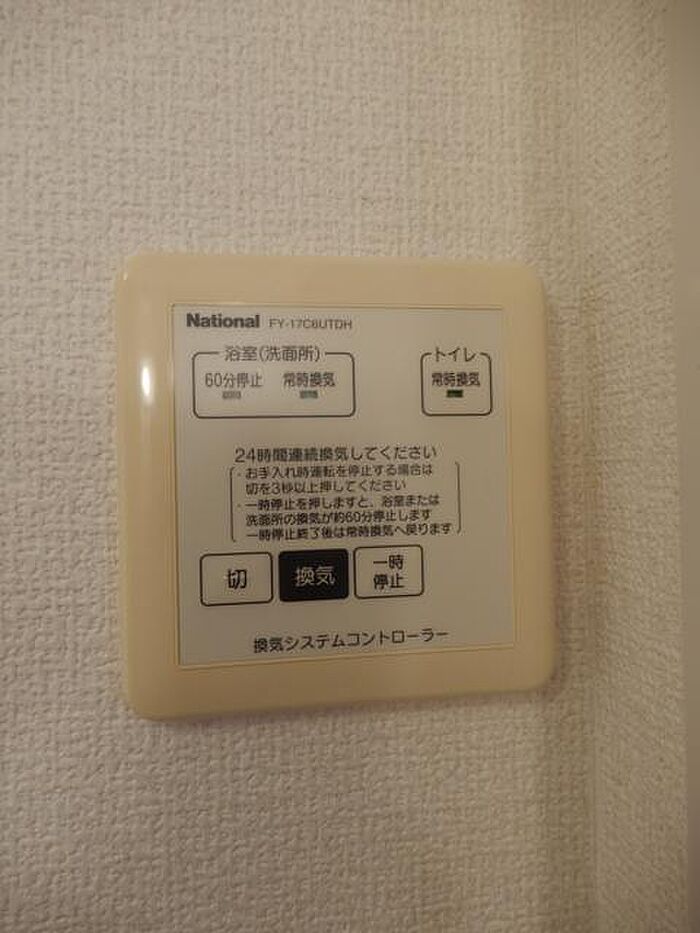 National FY-17C6UTDH
浴室(洗面所)
60分停止 常時換気
トイレ
常時換気
24時間連続換気してください
・お手入れ時運転を停止する場合は
切を3秒以上押してください
・一時停止を押しますと、浴室または
洗面所の換気が約60分停止します
一時停止終了後は常時換気へ戻ります
切
換気
一時
停止
換気システムコントローラー